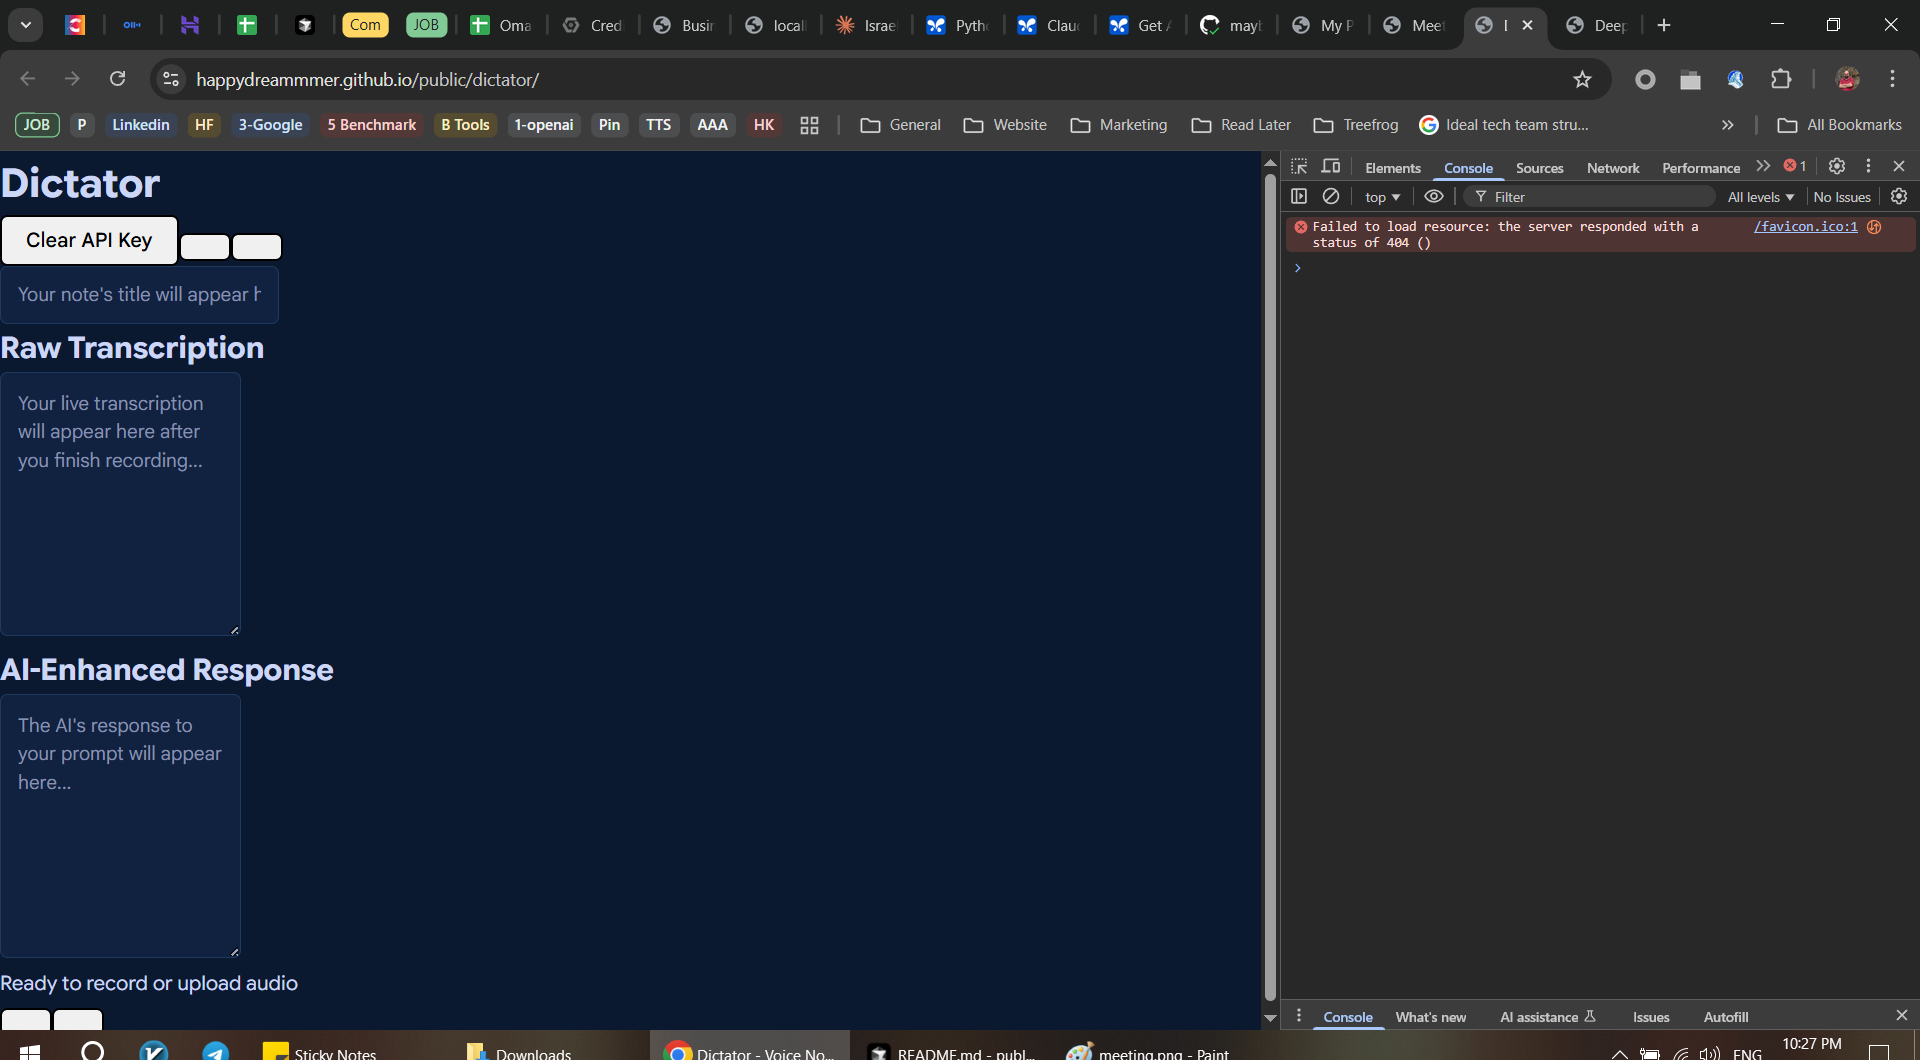 Com
JOB
Oma
Cred
Busir
locall
Israe
Pytho
Clau
Get A
mayb
My P
Meet
Deep
happydreammmer.github.io/public/dictator/
JOB P Linkedin HF 3-Google 5 Benchmark B Tools 1-openai Pin TTS AAA HK General Website Marketing Read Later Treefrog Ideal tech team stru... All Bookmarks
Dictator
Clear API Key
Your note's title will appear h
Raw Transcription
Your live transcription
will appear here after
you finish recording...
AI-Enhanced Response
The AI's response to
your prompt will appear
here...
Ready to record or upload audio
Elements Console Sources Network Performance 1
top Filter All levels No Issues
Failed to load resource: the server responded with a /favicon.ico:1
status of 404 ()
Console What's new AI assistance Issues Autofill
Sticky Notes Downloads Dictator - Voice No... README.md - publ... meeting.png - Paint ENG 10:27 PM